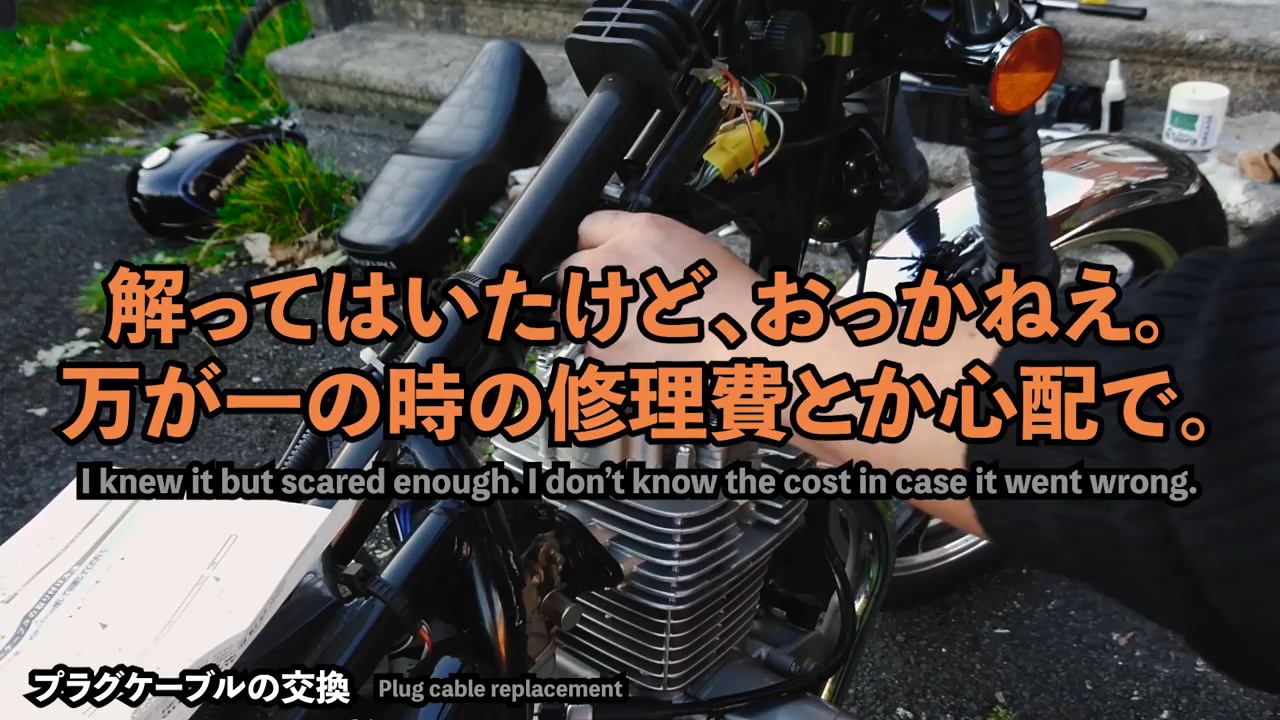 解ってはいたけど、おっかねえ。
万が一の時の修理費とか心配で。
I knew it but scared enough. I don't know the cost in case it went wrong.
プラグケーブルの交換
Plug cable replacement